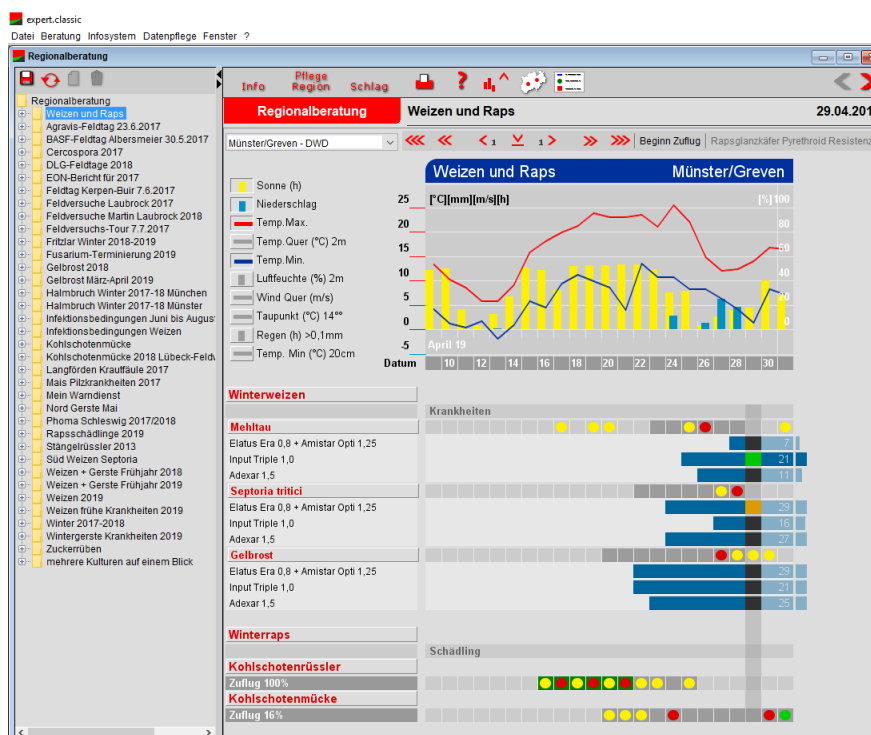 expert.classic
Datei Beratung Infosystem Datenpflege Fenster ?
Regionalberatung
Info
Pflege Region
Schlag
?
Regionalberatung
Weizen und Raps
29.04.201
Münster/Greven - DWD
1
1
Beginn Zuflug
Rapsglanzkäfer Pyrethroid Resistenz
Regionalberatung
Weizen und Raps
Agravis-Feldtag 23.6.2017
BASF-Feldtag Albersmeier 30.5.2017
Cercospora 2017
DLG-Feldtage 2018
EON-Bericht für 2017
Feldtag Kerpen-Buir 7.6.2017
Feldversuche Laubrock 2017
Feldversuche Martin Laubrock 2018
Feldversuchs-Tour 7.7.2017
Fritzlar Winter 2018-2019
Fusarium-Terminierung 2019
Gelbrost 2018
Gelbrost März-April 2019
Halmbruch Winter 2017-18 München
Halmbruch Winter 2017-18 Münster
Infektionsbedingungen Juni bis August
Infektionsbedingungen Weizen
Kohlschotenmücke
Kohlschotenmücke 2018 Lübeck-Feldw
Langförden Krautfäule 2017
Mais Pilzkrankheiten 2017
Mein Warndienst
Nord Gerste Mai
Phoma Schleswig 2017/2018
Rapsschädlinge 2019
Stängelrüssler 2013
Süd Weizen Septoria
Weizen + Gerste Frühjahr 2018
Weizen + Gerste Frühjahr 2019
Weizen 2019
Weizen frühe Krankheiten 2019
Winter 2017-2018
Wintergerste Krankheiten 2019
Zuckerrüben
mehrere Kulturen auf einem Blick
Weizen und Raps Münster/Greven
Sonne (h)
Niederschlag
Temp.Max.
Temp.Quer (°C) 2m
Temp.Min.
Luftfeuchte (%) 2m
Wind Quer (m/s)
Taupunkt (°C) 14°°
Regen (h) >0,1mm
Temp. Min (°C) 20cm
25
20
15
10
5
0
-5
[°C][mm][m/s][h]
[%]100
80
60
40
20
0
April 19
Datum 10 12 14 16 18 20 22 24 26 28 30
Winterweizen
Krankheiten
Mehltau
Elatus Era 0,8 + Amistar Opti 1,25 7
Input Triple 1,0 21
Adexar 1,5 11
Septoria tritici
Elatus Era 0,8 + Amistar Opti 1,25 29
Input Triple 1,0 16
Adexar 1,5 27
Gelbrost
Elatus Era 0,8 + Amistar Opti 1,25 29
Input Triple 1,0 21
Adexar 1,5 25
Winterraps
Schädling
Kohlschotenrüssler
Zuflug 100%
Kohlschotenmücke
Zuflug 16%